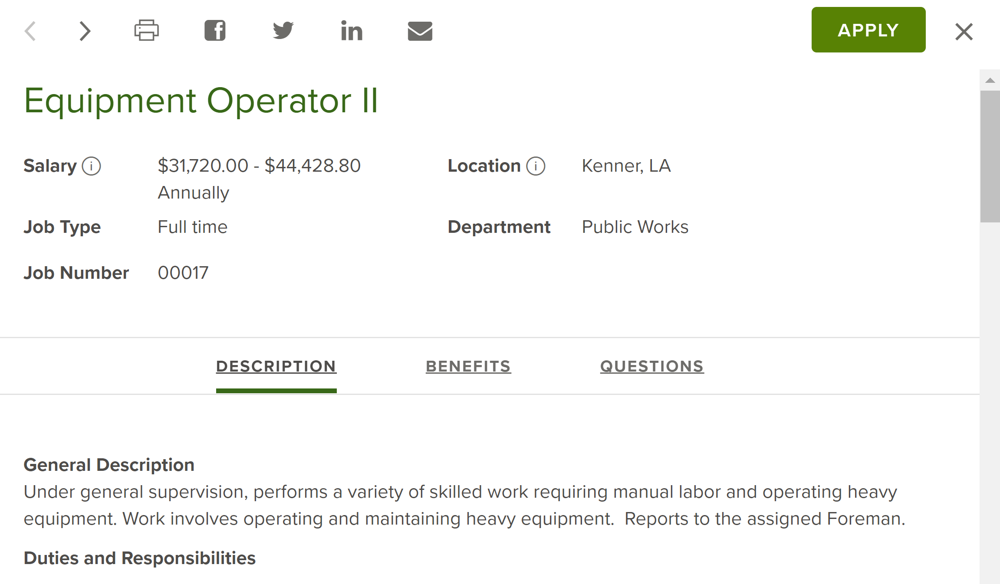 APPLY
Equipment Operator II
Salary $31,720.00 - $44,428.80 Location Kenner, LA
Annually
Job Type Full time Department Public Works
Job Number 00017
DESCRIPTION BENEFITS QUESTIONS
General Description
Under general supervision, performs a variety of skilled work requiring manual labor and operating heavy
equipment. Work involves operating and maintaining heavy equipment.  Reports to the assigned Foreman.
Duties and Responsibilities